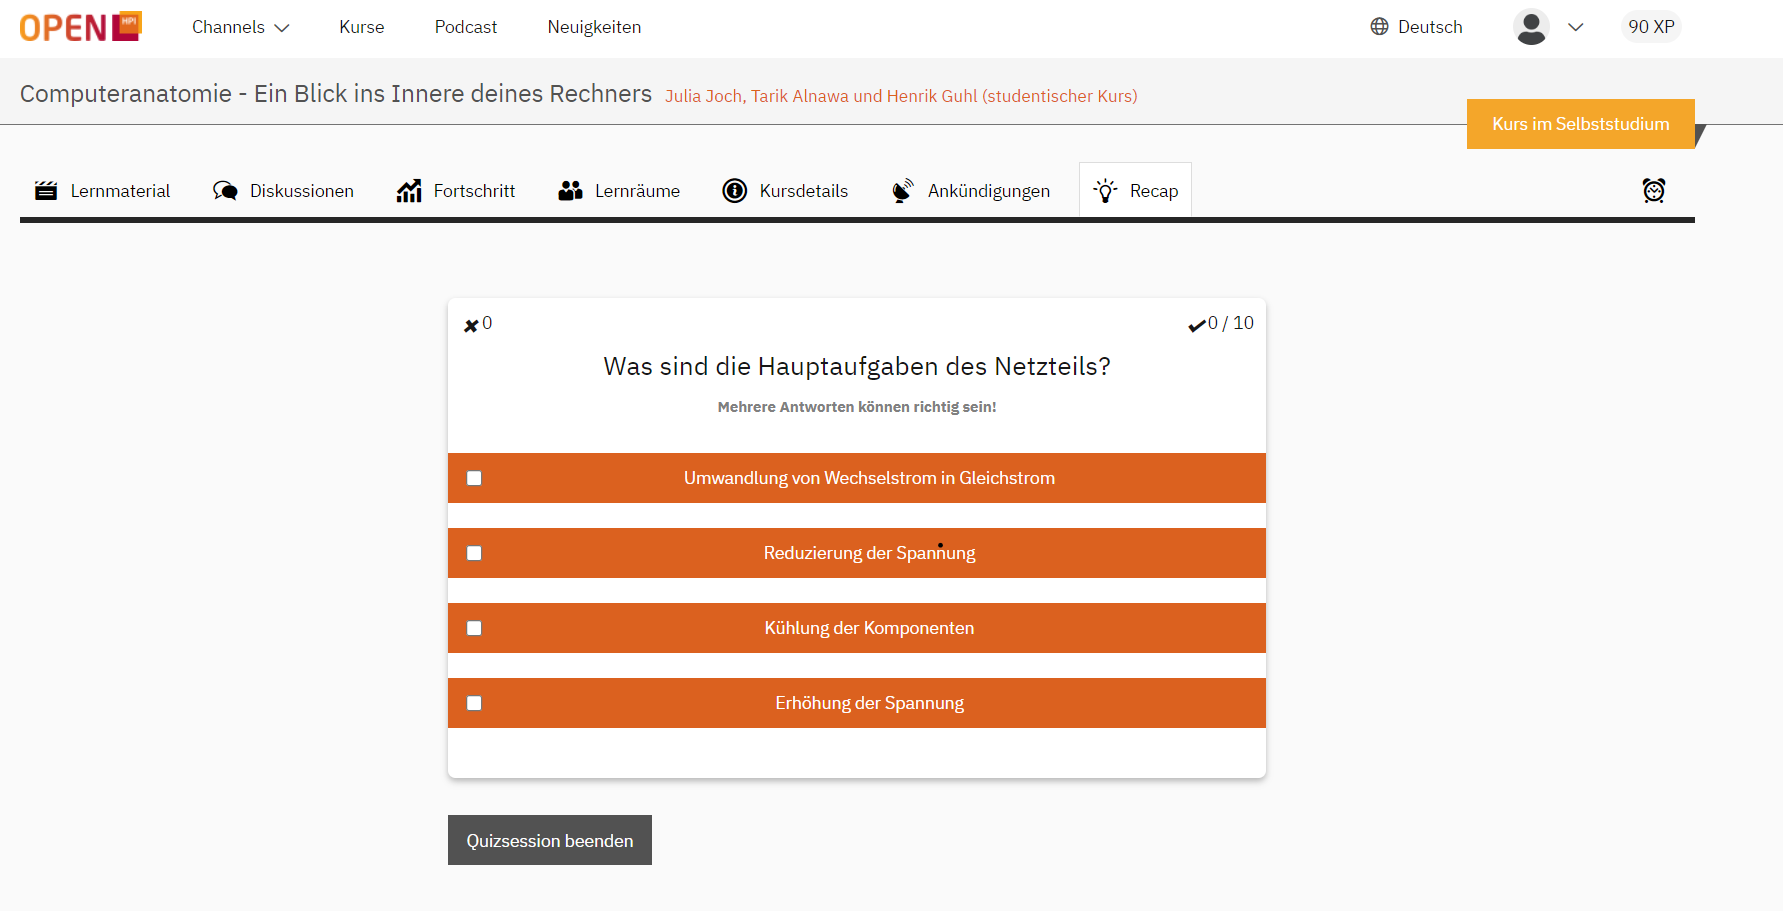 OPEN HPI
Channels Kurse Podcast Neuigkeiten Deutsch 90 XP
Computeranatomie - Ein Blick ins Innere deines Rechners Julia Joch, Tarik Alnawa und Henrik Guhl (studentischer Kurs)
Kurs im Selbststudium
Lernmaterial Diskussionen Fortschritt Lernräume Kursdetails Ankündigungen Recap
0 0 / 10
Was sind die Hauptaufgaben des Netzteils?
Mehrere Antworten können richtig sein!
Umwandlung von Wechselstrom in Gleichstrom
Reduzierung der Spannung
Kühlung der Komponenten
Erhöhung der Spannung
Quizsession beenden